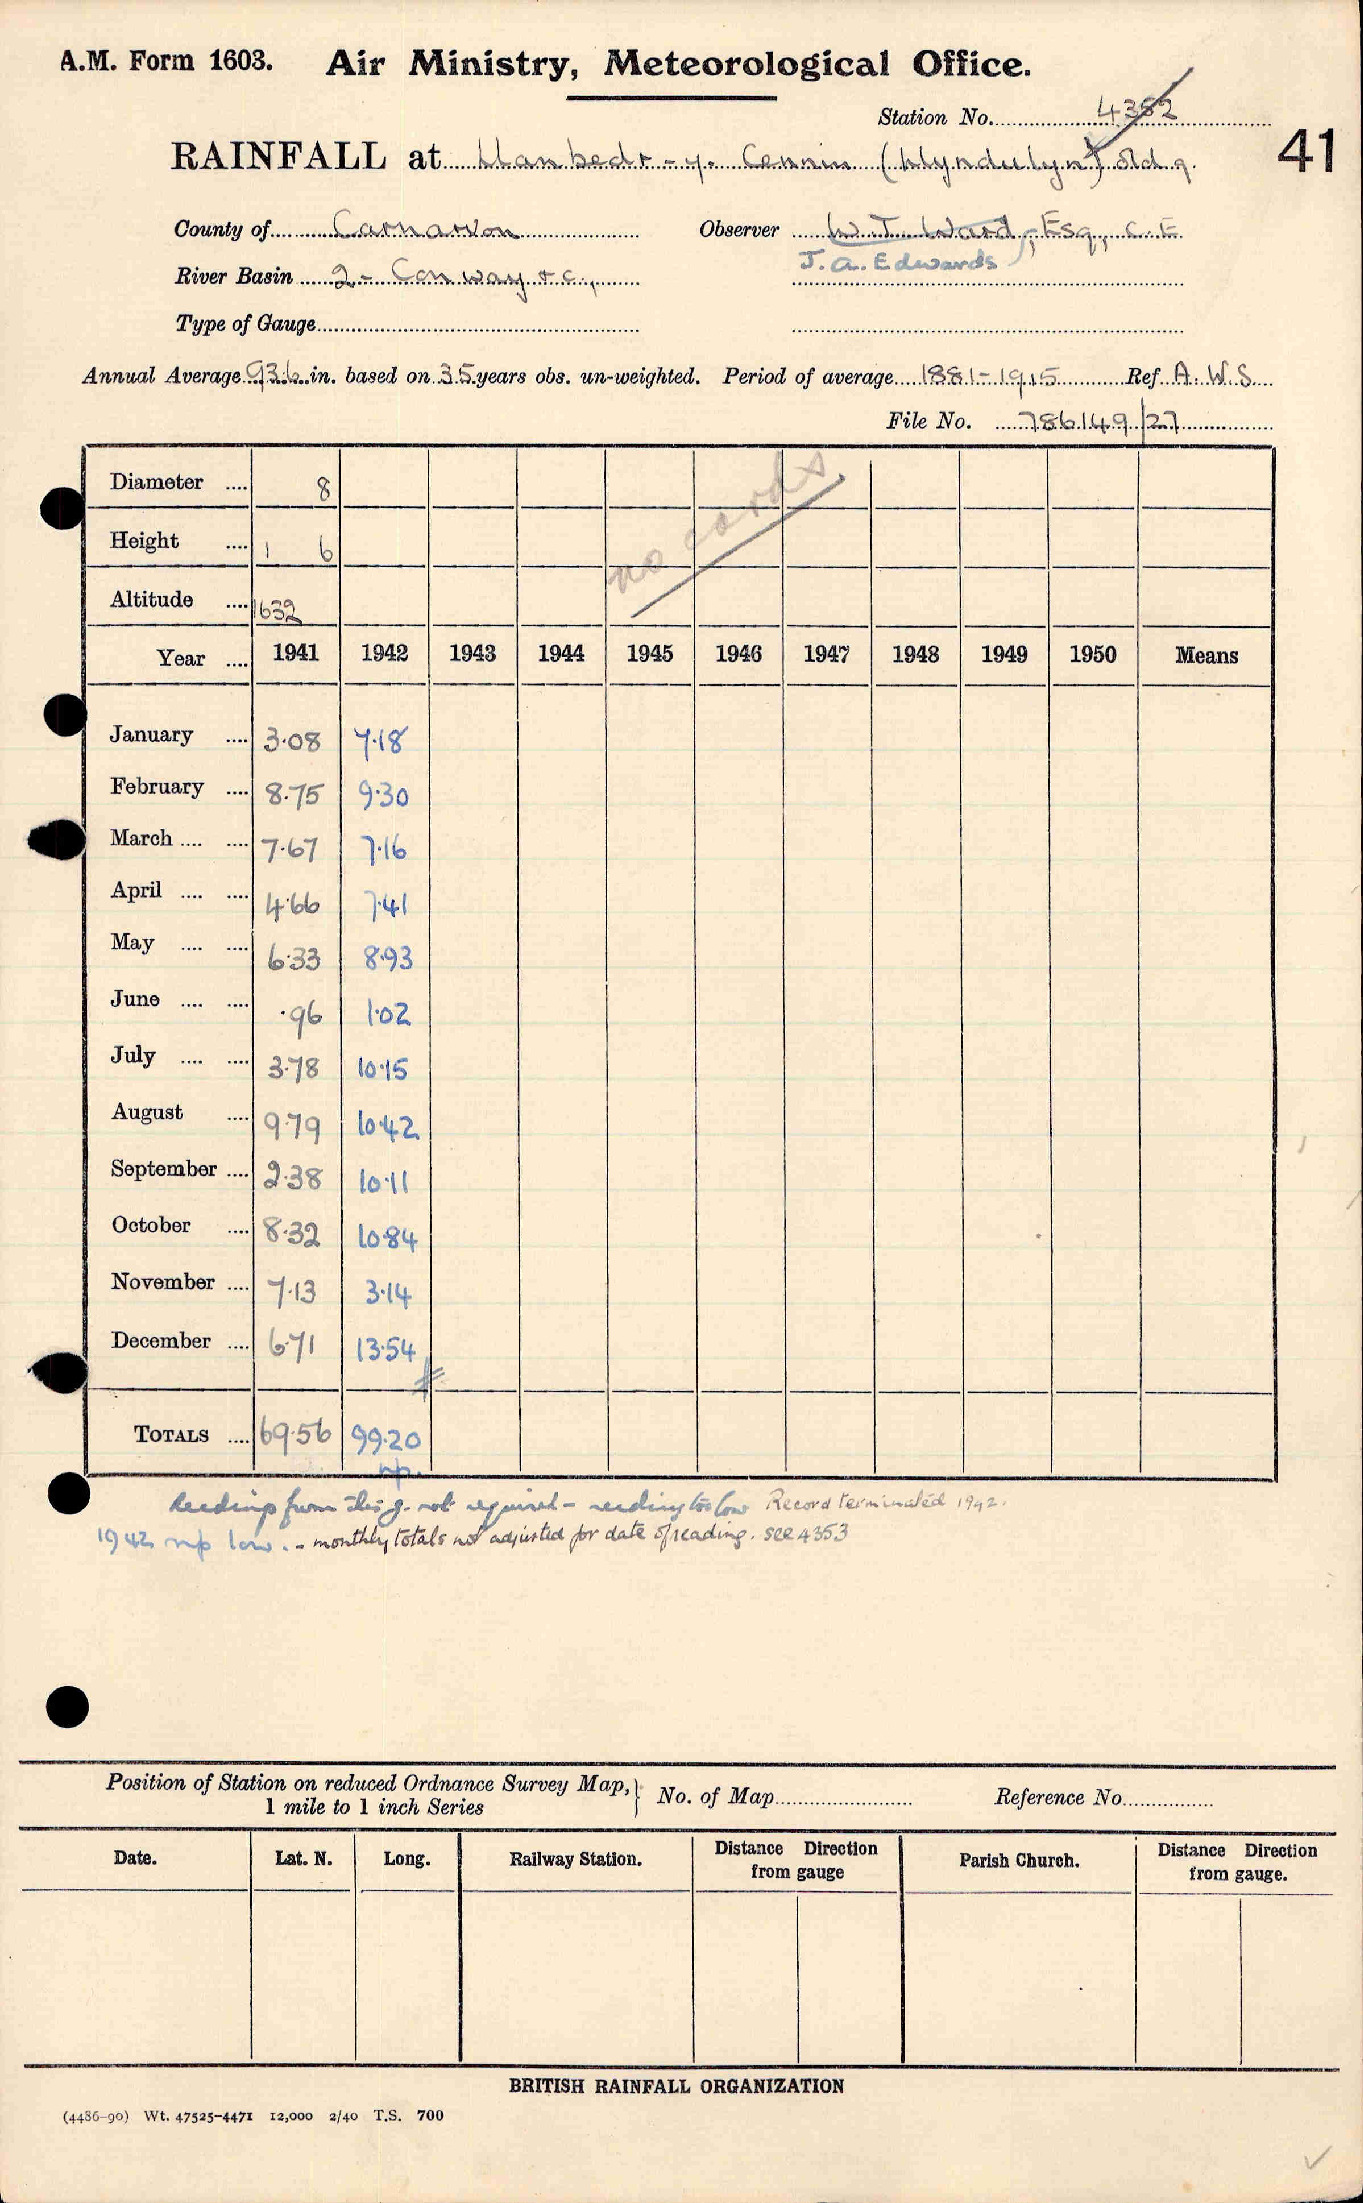 A.M. Form 1603. Air Ministry, Meteorological Office.
Station No. 4352
41
RAINFALL at Llanbedr-y-Cennin (Llyndulyn) Old g.
County of Carnarvon Observer W. T. Ward, Esq., C.E.
J. A. Edwards
River Basin 2 - Conway &c.,
Type of Gauge
Annual Average 93.6 in. based on 35 years obs. un-weighted. Period of average 1881-1915 Ref A.W.S.
File No. 786149/27
no cards
Diameter .... 8
Height .... 1 6
Altitude .... 1632
Year .... 1941 1942 1943 1944 1945 1946 1947 1948 1949 1950 Means
January .... 3.08 7.18
February .... 8.75 9.30
March .... .... 7.67 7.16
April .... .... 4.66 7.41
May .... .... 6.33 8.93
June .... .... .96 1.02
July .... .... 3.78 10.15
August .... 9.79 10.42
September .... 2.38 10.11
October .... 8.32 10.84
November .... 7.13 3.14
December .... 6.71 13.54
TOTALS .... 69.56 99.20
np.
Readings from this g. not required - reading too low Record terminated 1942.
1942 np low. - monthly totals not adjusted for date of reading. see 4353
Position of Station on reduced Ordnance Survey Map, 1 mile to 1 inch Series } No. of Map Reference No.
Date. Lat. N. Long. Railway Station. Distance Direction from gauge Parish Church. Distance Direction from gauge.
BRITISH RAINFALL ORGANIZATION
(4486-90) Wt. 47525-4471 12,000 2/40 T.S. 700